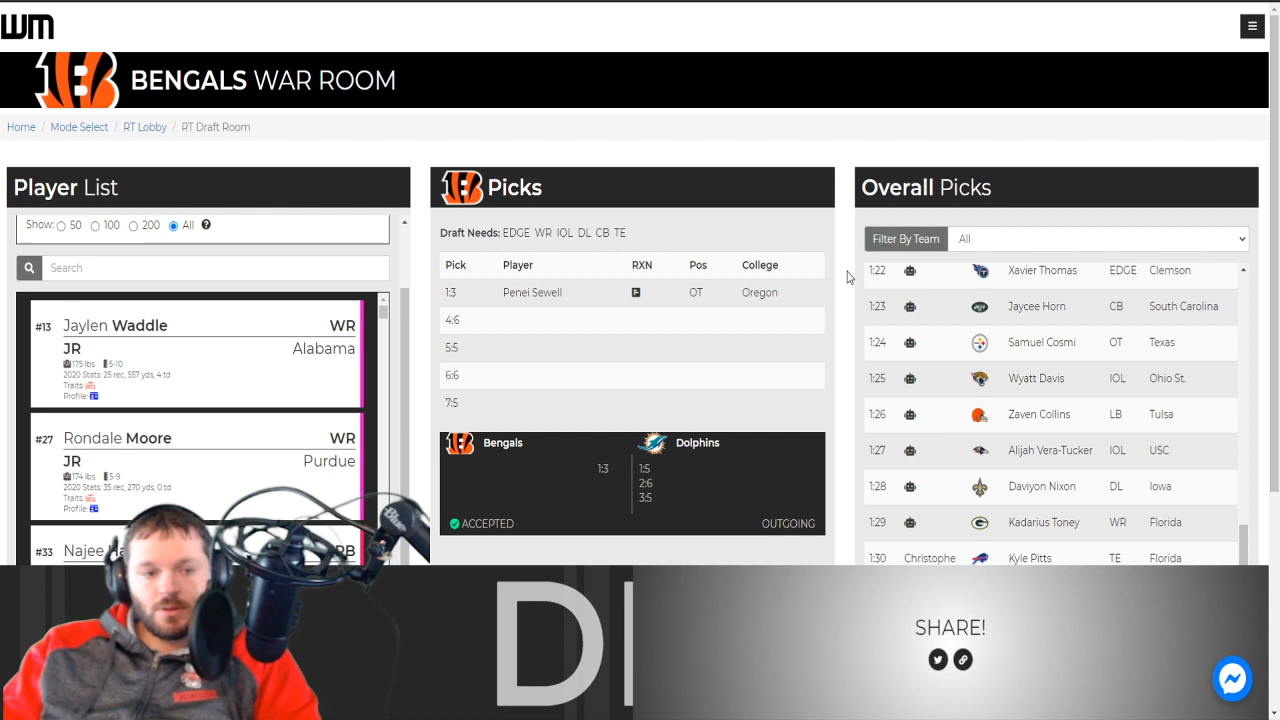 WM
BENGALS WAR ROOM
Home / Mode Select / RT Lobby / RT Draft Room
Player List
Show: 50 100 200 All
Search
#13 Jaylen Waddle WR
JR Alabama
175 lbs 5-10
2020 Stats: 25 rec, 557 yds, 4 td
Traits:
Profile:
#27 Rondale Moore WR
JR Purdue
174 lbs 5-9
2020 Stats: 35 rec, 270 yds, 0 td
Traits:
Profile:
#33 Najee RB
Picks
Draft Needs: EDGE WR IOL DL CB TE
Pick Player RXN Pos College
1:3 Penei Sewell OT Oregon
4:6
5:5
6:6
7:5
Bengals Dolphins
1:3 1:5
2:6
3:5
ACCEPTED OUTGOING
Overall Picks
Filter By Team All
1:22 Xavier Thomas EDGE Clemson
1:23 Jaycee Horn CB South Carolina
1:24 Samuel Cosmi OT Texas
1:25 Wyatt Davis IOL Ohio St.
1:26 Zaven Collins LB Tulsa
1:27 Alijah Vera-Tucker IOL USC
1:28 Daviyon Nixon DL Iowa
1:29 Kadarius Toney WR Florida
1:30 Christophe Kyle Pitts TE Florida
SHARE!
Blue